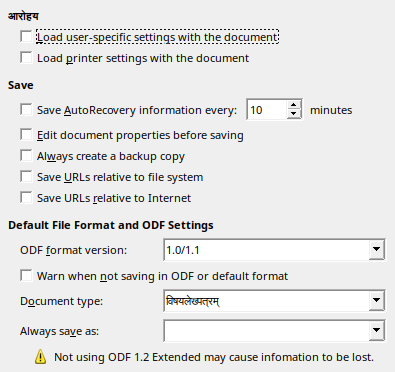 आरोहय
Load user-specific settings with the document
Load printer settings with the document
Save
Save AutoRecovery information every: 10 minutes
Edit document properties before saving
Always create a backup copy
Save URLs relative to file system
Save URLs relative to Internet
Default File Format and ODF Settings
ODF format version: 1.0/1.1
Warn when not saving in ODF or default format
Document type: विषयलेखपत्रम्
Always save as:
Not using ODF 1.2 Extended may cause infomation to be lost.